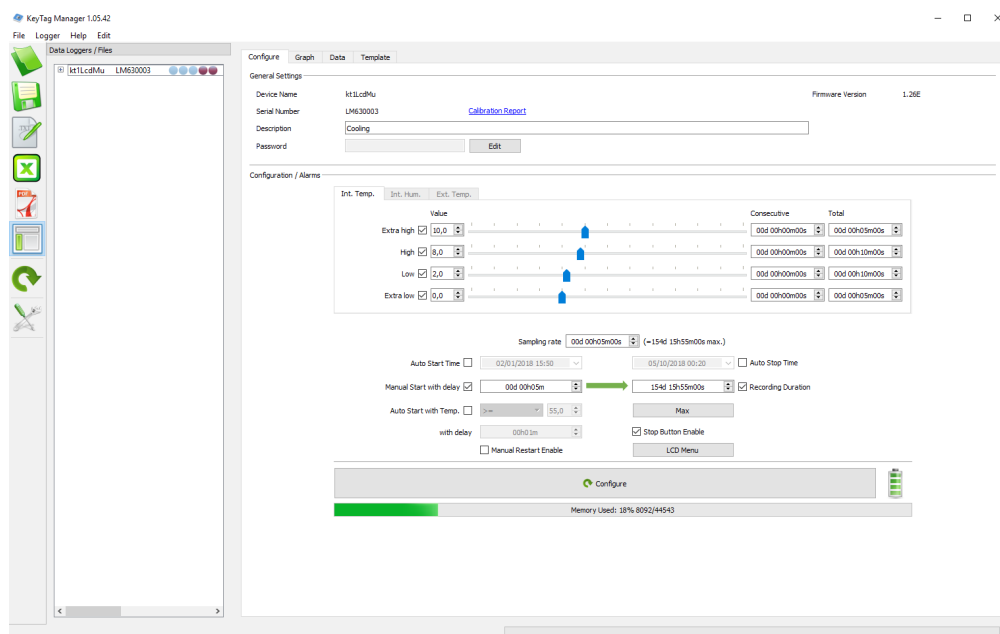 KeyTag Manager 1.05.42
File Logger Help Edit
Data Loggers / Files
kt1LcdMu LM630003
Configure Graph Data Template
General Settings
Device Name kt1LcdMu Firmware Version 1.26E
Serial Number LM630003 Calibration Report
Description Cooling
Password Edit
Configuration / Alarms
Int. Temp. Int. Hum. Ext. Temp.
Value Consecutive Total
Extra high 10,0 00d 00h00m00s 00d 00h05m00s
High 8,0 00d 00h00m00s 00d 00h10m00s
Low 2,0 00d 00h00m00s 00d 00h10m00s
Extra low 0,0 00d 00h00m00s 00d 00h05m00s
Sampling rate 00d 00h05m00s (=154d 15h55m00s max.)
Auto Start Time 02/01/2018 15:50 05/10/2018 00:20 Auto Stop Time
Manual Start with delay 00d 00h05m 154d 15h55m00s Recording Duration
Auto Start with Temp. >= 55,0 Max
with delay 00h01m Stop Button Enable
Manual Restart Enable LCD Menu
Configure
Memory Used: 18% 8092/44543
PDF